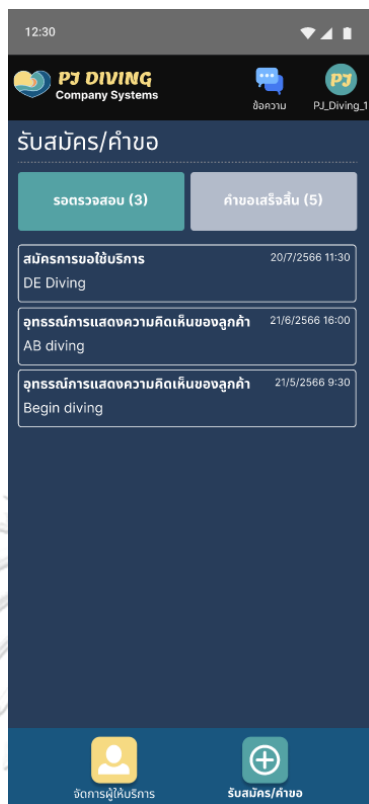 12:30
PJ DIVING
Company Systems
ข้อความ
PJ
PJ_Diving_1
รับสมัคร/คำขอ
รอตรวจสอบ (3)
คำขอเสร็จสิ้น (5)
สมัครการขอใช้บริการ
20/7/2566 11:30
DE Diving
อุทธรณ์การแสดงความคิดเห็นของลูกค้า
21/6/2566 16:00
AB diving
อุทธรณ์การแสดงความคิดเห็นของลูกค้า
21/5/2566 9:30
Begin diving
จัดการผู้ให้บริการ
รับสมัคร/คำขอ